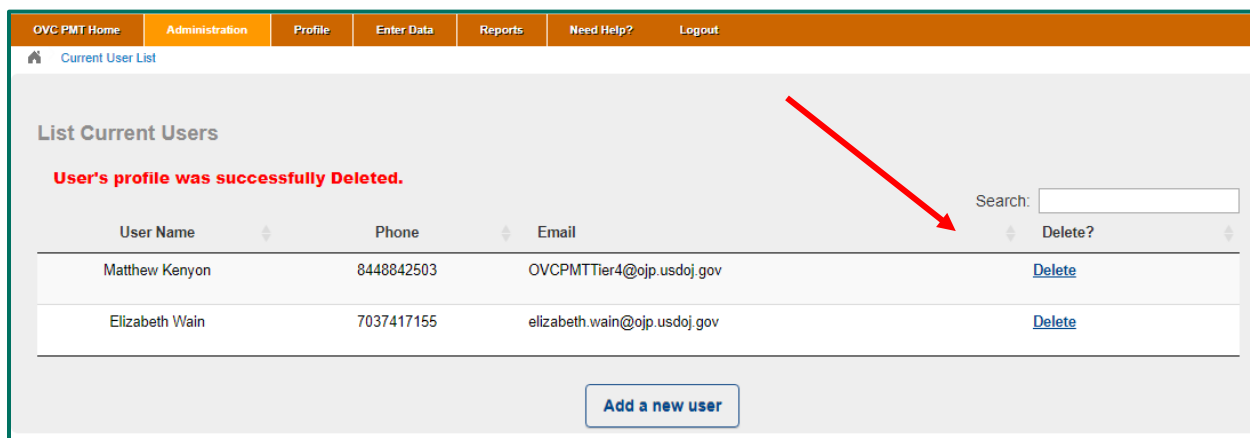 OVC PMT Home Administration Profile Enter Data Reports Need Help? Logout
Current User List
List Current Users
User's profile was successfully Deleted.
Search:
User Name Phone Email Delete?
Matthew Kenyon 8448842503 OVCPMTTier4@ojp.usdoj.gov Delete
Elizabeth Wain 7037417155 elizabeth.wain@ojp.usdoj.gov Delete
Add a new user